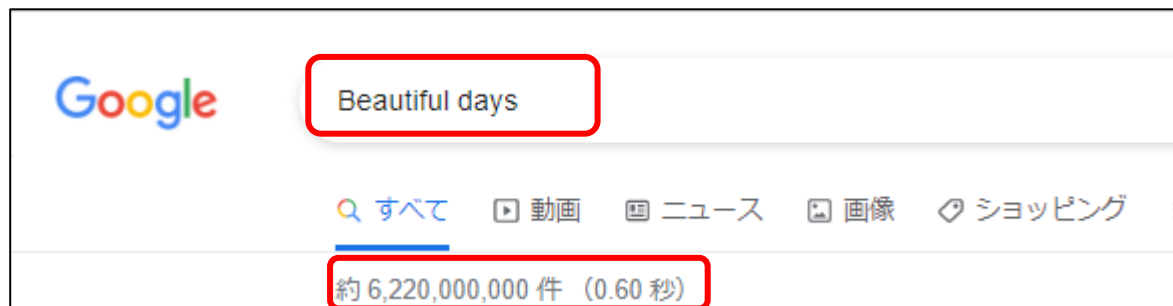 Google
Beautiful days
すべて 動画 ニュース 画像 ショッピング
約 6,220,000,000 件 （0.60 秒）